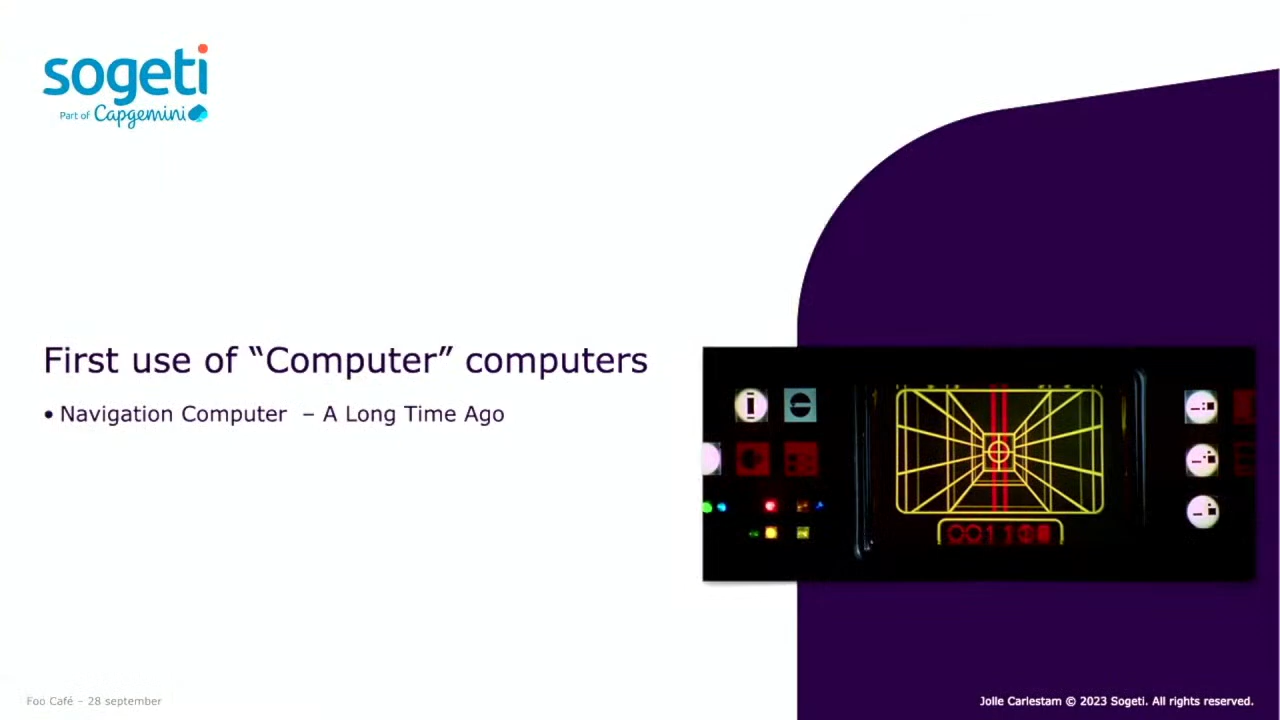 sogeti
Part of Capgemini
First use of “Computer” computers
• Navigation Computer – A Long Time Ago
Foo Café – 28 september
Jolle Carlestam © 2023 Sogeti. All rights reserved.